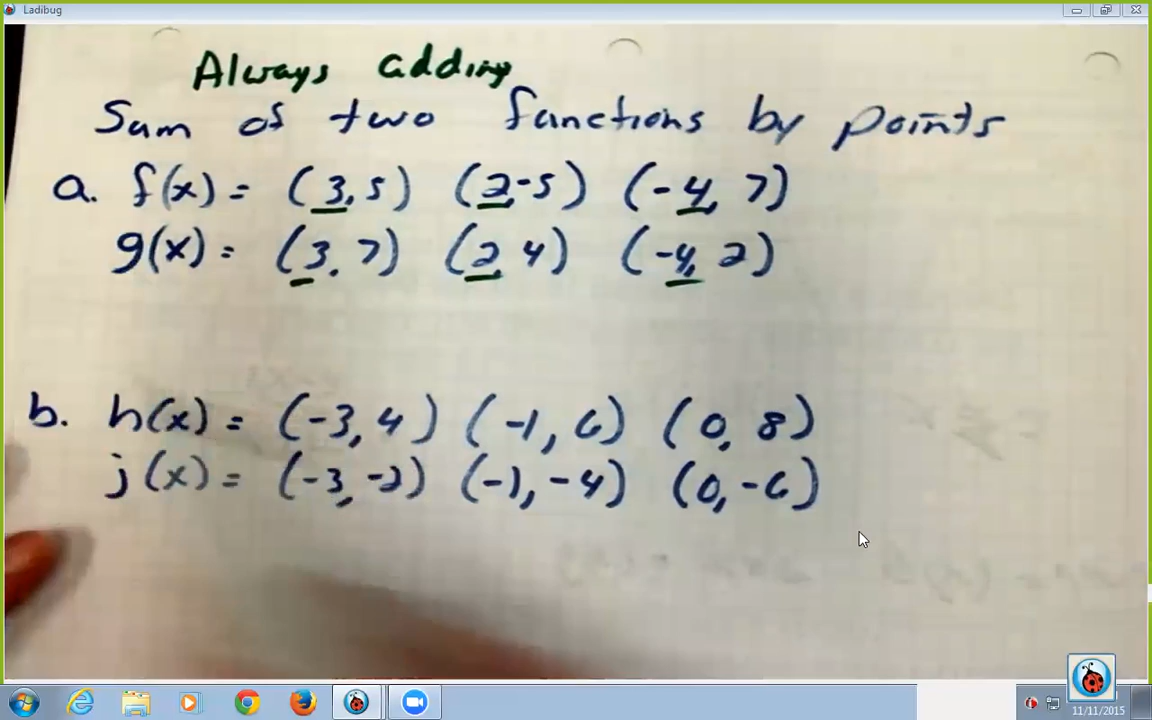 Ladibug
Always adding
Sum of two functions by points
a. f(x) = (3,5) (2,-5) (-4, 7)
g(x) = (3,7) (2,4) (-4,2)
b. h(x) = (-3,4) (-1,6) (0,8)
j(x) = (-3,-2) (-1,-4) (0,-6)
11/11/2015